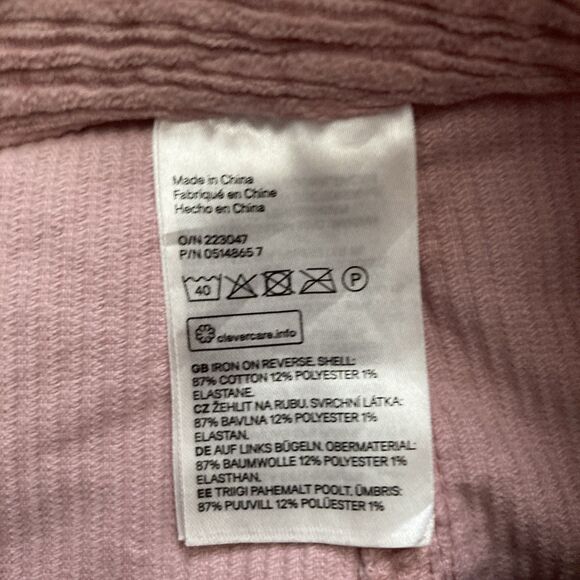 Made in China
Fabriqué en Chine
Hecho en China
O/N 223047
P/N 0514865 7
40
P
clevercare.info
GB IRON ON REVERSE. SHELL:
87% COTTON 12% POLYESTER 1%
ELASTANE.
CZ ŽEHLIT NA RUBU. SVRCHNÍ LÁTKA:
87% BAVLNA 12% POLYESTER 1%
ELASTAN.
DE AUF LINKS BÜGELN. OBERMATERIAL:
87% BAUMWOLLE 12% POLYESTER 1%
ELASTHAN.
EE TRIIGI PAHEMALT POOLT. ÜMBRIS:
87% PUUVILL 12% POLÜESTER 1%